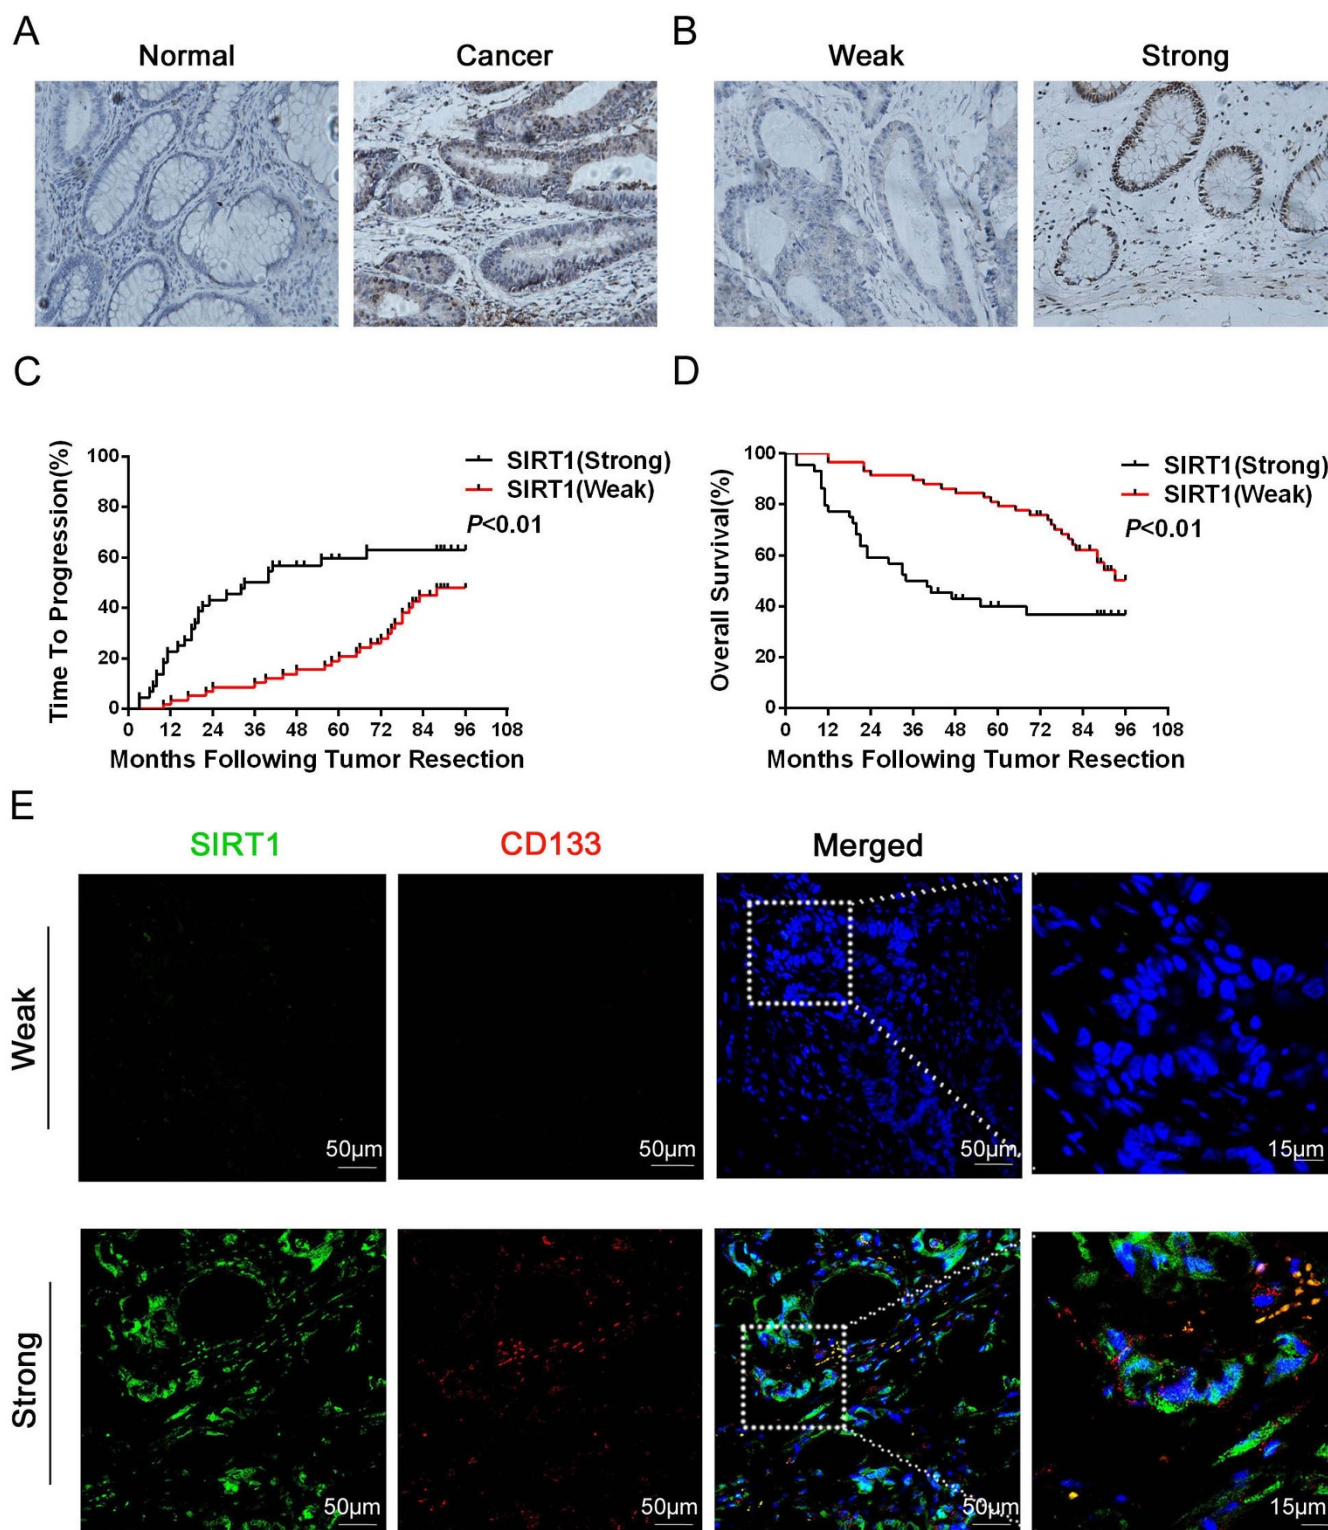 A
Normal
Cancer
B
Weak
Strong
C
100
80
60
40
20
0
Time To Progression(%)
SIRT1(Strong)
SIRT1(Weak)
P<0.01
0 12 24 36 48 60 72 84 96 108
Months Following Tumor Resection
D
100
80
60
40
20
0
Overall Survival(%)
SIRT1(Strong)
SIRT1(Weak)
P<0.01
0 12 24 36 48 60 72 84 96 108
Months Following Tumor Resection
E
SIRT1
CD133
Merged
Weak
50µm
50µm
50µm
15µm
Strong
50µm
50µm
50µm
15µm